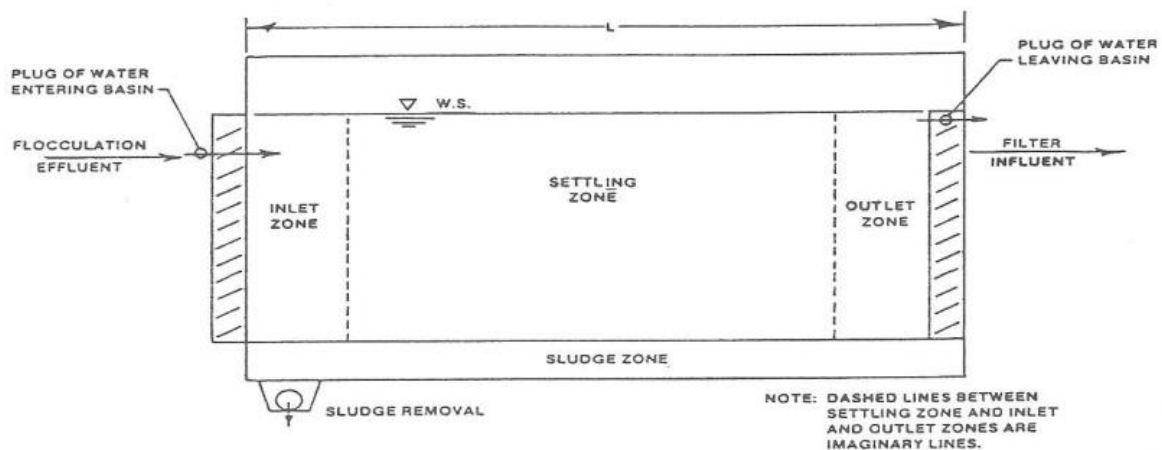 L
PLUG OF WATER
ENTERING BASIN
PLUG OF WATER
LEAVING BASIN
W.S.
FLOCCULATION
EFFLUENT
FILTER
INFLUENT
SETTLING
ZONE
INLET
ZONE
OUTLET
ZONE
SLUDGE ZONE
SLUDGE REMOVAL
NOTE: DASHED LINES BETWEEN
SETTLING ZONE AND INLET
AND OUTLET ZONES ARE
IMAGINARY LINES.